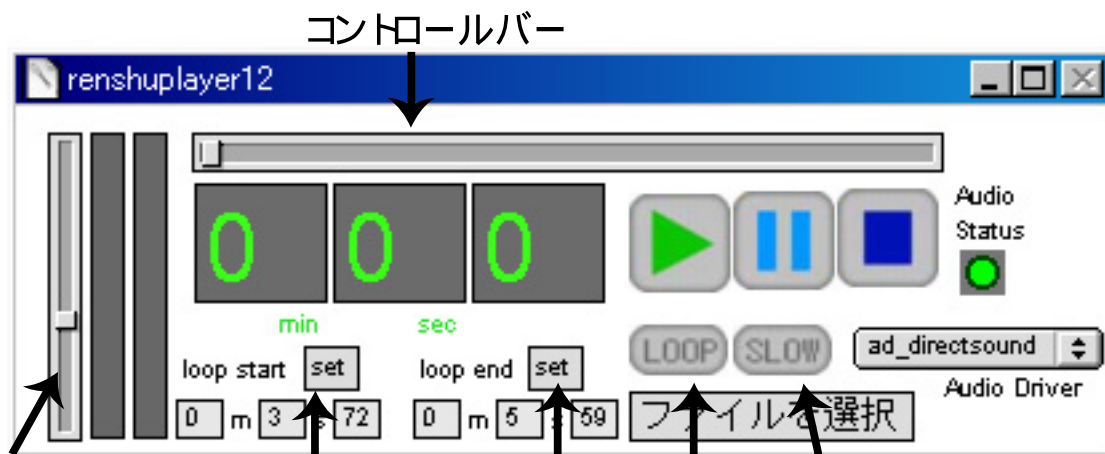 コントロールバー
renshuplayer12
0 0 0
min sec
Audio
Status
loop start set loop end set
LOOP SLOW
ad_directsound
Audio Driver
0 m 3 s 72 0 m 5 s 59
ファイルを選択